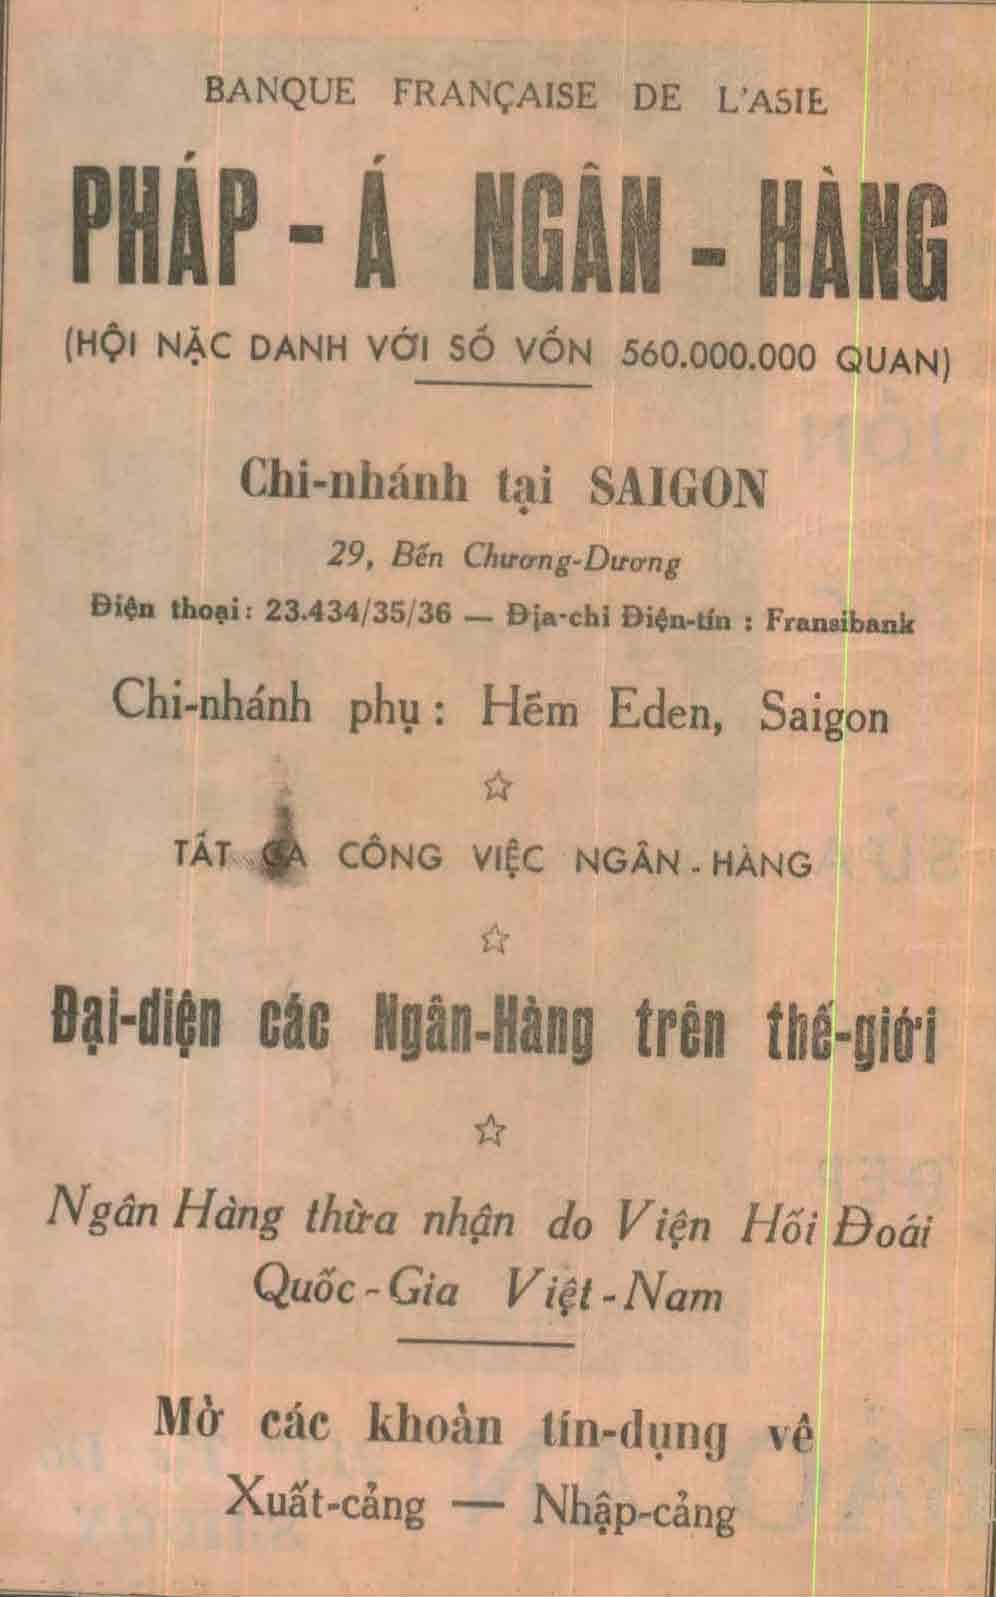 BANQUE FRANÇAISE DE L'ASIE
PHÁP - Á NGÂN - HÀNG
(HỘI NẶC DANH VỚI SỐ VỐN 560.000.000 QUAN)
Chi-nhánh tại SAIGON
29, Bến Chương-Dương
Điện thoại: 23.434/35/36 — Địa-chỉ Điện-tín : Fransibank
Chi-nhánh phụ : Hẻm Eden, Saigon
TẤT CẢ CÔNG VIỆC NGÂN - HÀNG
Đại-diện các Ngân-Hàng trên thế-giới
Ngân Hàng thừa nhận do Viện Hối Đoái
Quốc - Gia Việt - Nam
Mở các khoản tín-dụng về
Xuất-cảng — Nhập-cảng